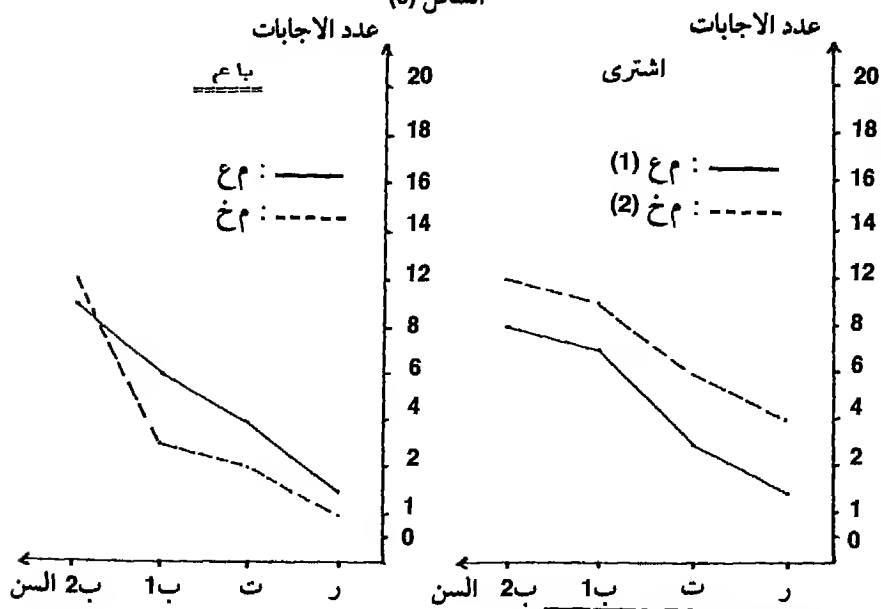 عدد الاجابات
اشترى
م ع (1) :
م خ (2) :
20
18
16
14
12
8
6
4
2
1
0
ر ت ب1 ب2 السن
عدد الاجابات
باع
م ع :
م خ :
20
18
16
14
12
8
6
4
2
1
0
ر ت ب1 ب2 السن